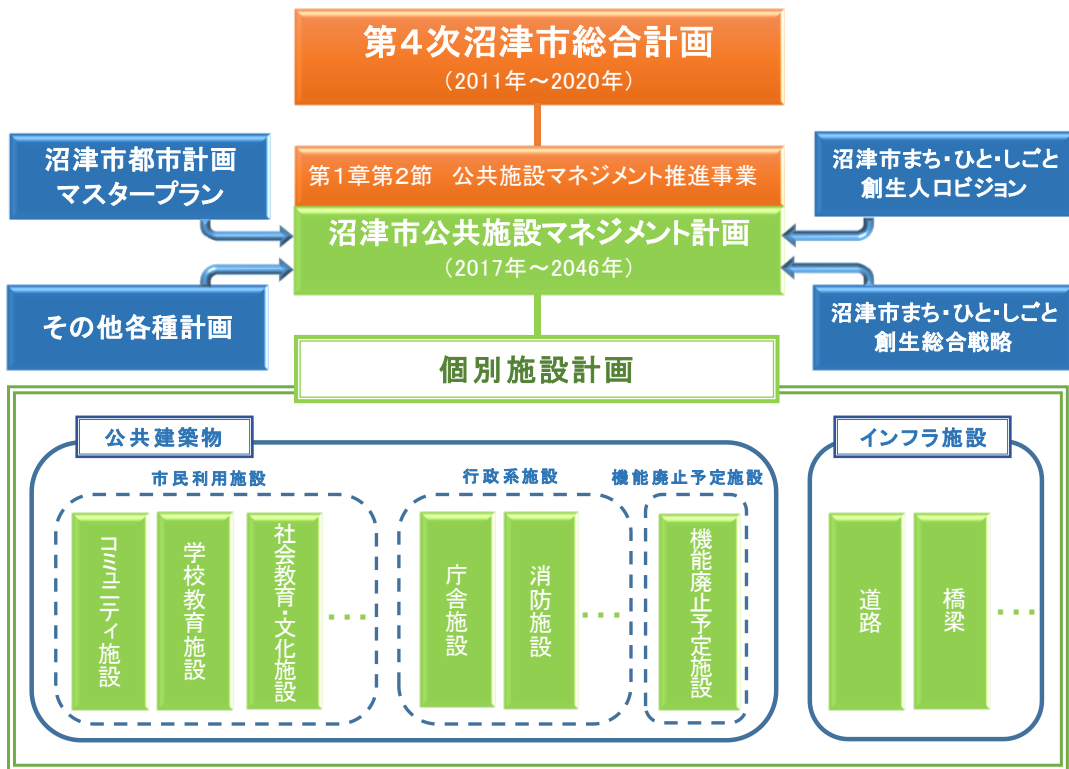 第4次沼津市総合計画
（2011年～2020年）
沼津市都市計画
マスタープラン
第1章第2節　公共施設マネジメント推進事業
沼津市まち・ひと・しごと
創生人口ビジョン
沼津市公共施設マネジメント計画
（2017年～2046年）
その他各種計画
沼津市まち・ひと・しごと
創生総合戦略
個別施設計画
公共建築物
インフラ施設
市民利用施設
行政系施設
機能廃止予定施設
コミュニティ施設
学校教育施設
社会教育・文化施設
…
庁舎施設
消防施設
…
機能廃止予定施設
道路
橋梁
…